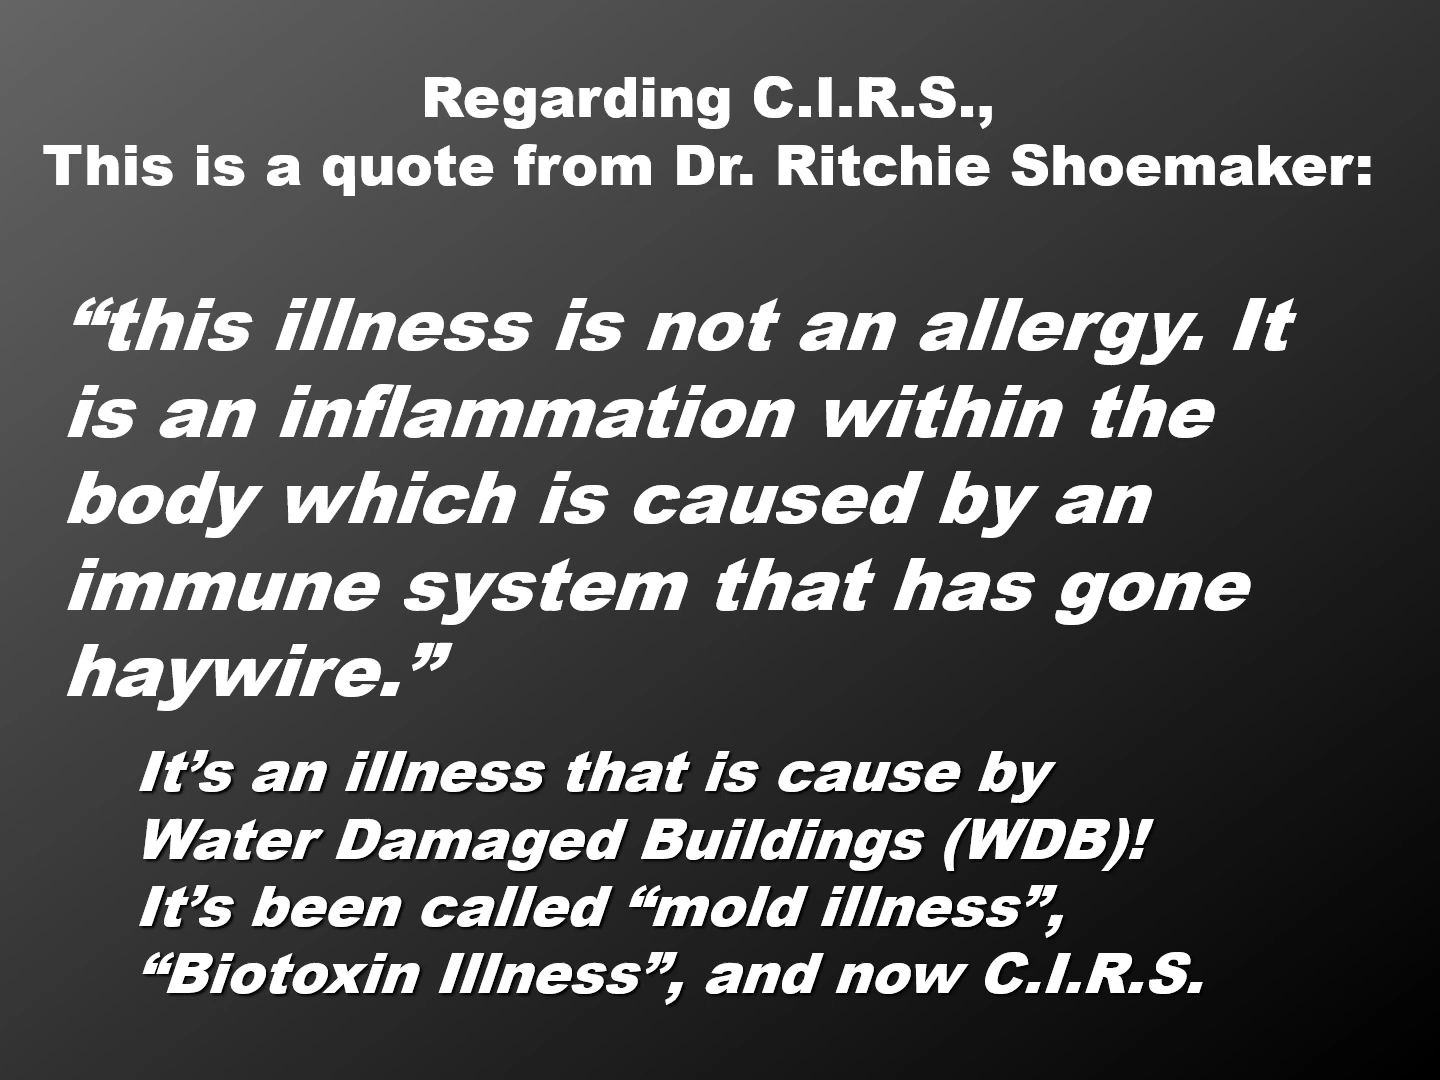 Regarding C.I.R.S.,
This is a quote from Dr. Ritchie Shoemaker:
“this illness is not an allergy. It
is an inflammation within the
body which is caused by an
immune system that has gone
haywire.”
It’s an illness that is cause by
Water Damaged Buildings (WDB)!
It’s been called “mold illness”,
“Biotoxin Illness”, and now C.I.R.S.